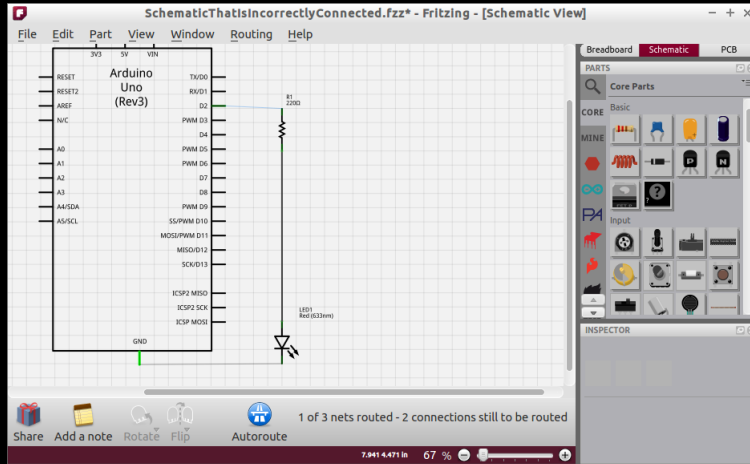 SchematicThatIsIncorrectlyConnected.fzz* - Fritzing - [Schematic View]
File Edit Part View Window Routing Help
Breadboard Schematic PCB
PARTS
Core Parts
CORE
MINE
Basic
Input
INSPECTOR
3V3 5V VIN
Arduino
Uno
(Rev3)
RESET
RESET2
AREF
N/C
A0
A1
A2
A3
A4/SDA
A5/SCL
TX/D0
RX/D1
D2
PWM D3
D4
PWM D5
PWM D6
D7
D8
PWM D9
SS/PWM D10
MOSI/PWM D11
MISO/D12
SCK/D13
ICSP2 MISO
ICSP2 SCK
ICSP MOSI
GND
R1
220Ω
LED1
Red (633nm)
P N
?
PA
Share Add a note Rotate Flip Autoroute
1 of 3 nets routed - 2 connections still to be routed
7.941 4.471 in 67 %